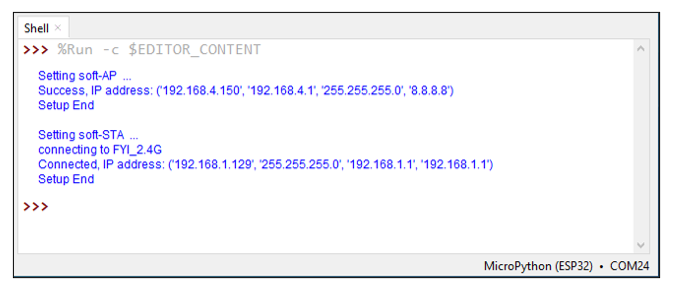 Shell ×
>>> %Run -c $EDITOR_CONTENT
Setting soft-AP ...
Success, IP address: ('192.168.4.150', '192.168.4.1', '255.255.255.0', '8.8.8.8')
Setup End
Setting soft-STA ...
connecting to FYI_2.4G
Connected, IP address: ('192.168.1.129', '255.255.255.0', '192.168.1.1', '192.168.1.1')
Setup End
>>>
MicroPython (ESP32) • COM24